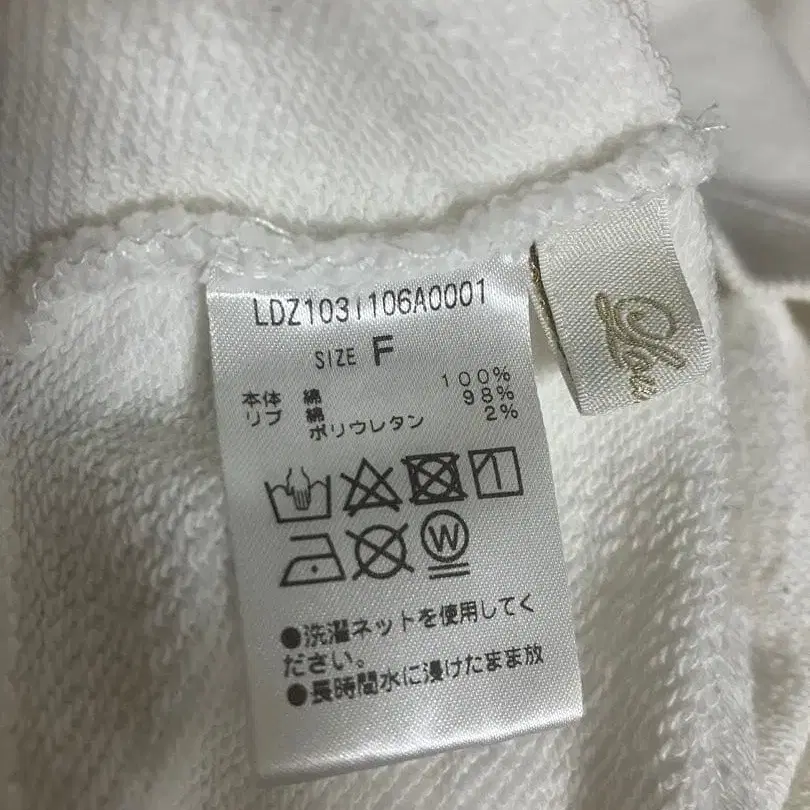 LDZ1031106A0001
SIZE F
本体 綿 100%
リブ 綿 98%
ポリウレタン 2%
W
●洗濯ネットを使用してく
ださい。
●長時間水に浸けたまま放